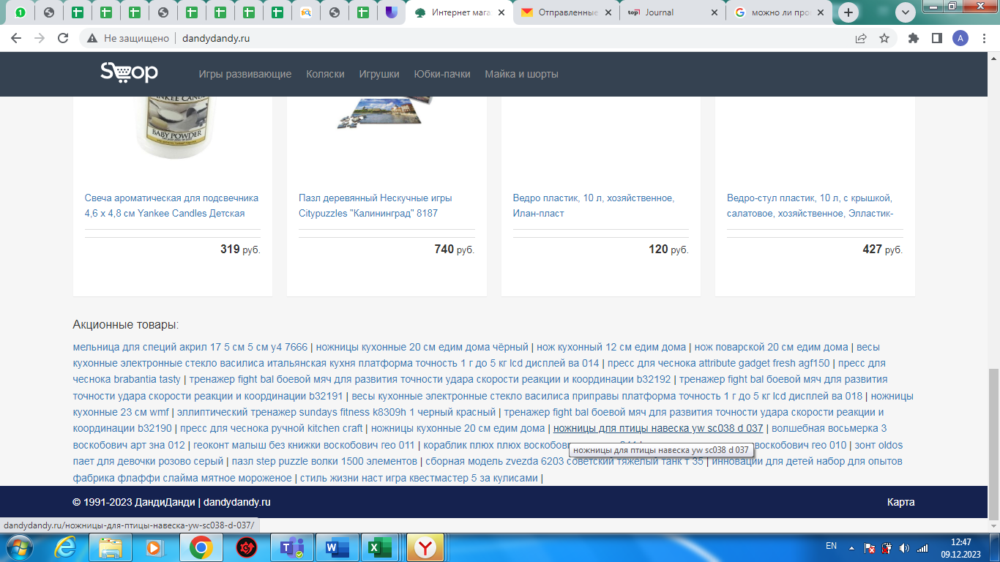 1
Интернет мага
Отправленные
топ1 Journal
можно ли про
Не защищено
dandydandy.ru
A
Shop
Игры развивающие
Коляски
Игрушки
Юбки-пачки
Майка и шорты
YANKEE CANDLE
BABY POWDER
Свеча ароматическая для подсвечника
4,6 x 4,8 см Yankee Candles Детская
319 руб.
Пазл деревянный Нескучные игры
Citypuzzles "Калининград" 8187
740 руб.
Ведро пластик, 10 л, хозяйственное,
Илан-пласт
120 руб.
Ведро-стул пластик, 10 л, с крышкой,
салатовое, хозяйственное, Элластик-
427 руб.
Акционные товары:
мельница для специй акрил 17 5 см 5 см y4 7666 | ножницы кухонные 20 см едим дома чёрный | нож кухонный 12 см едим дома | нож поварской 20 см едим дома | весы
кухонные электронные стекло василиса итальянская кухня платформа точность 1 г до 5 кг lcd дисплей ва 014 | пресс для чеснока attribute gadget fresh agf150 | пресс для
чеснока brabantia tasty | тренажер fight bal боевой мяч для развития точности удара скорости реакции и координации b32192 | тренажер fight bal боевой мяч для развития
точности удара скорости реакции и координации b32191 | весы кухонные электронные стекло василиса приправы платформа точность 1 г до 5 кг lcd дисплей ва 018 | ножницы
кухонные 23 см wmf | эллиптический тренажер sundays fitness k8309h 1 черный красный | тренажер fight bal боевой мяч для развития точности удара скорости реакции и
координации b32190 | пресс для чеснока ручной kitchen craft | ножницы кухонные 20 см едим дома | ножницы для птицы навеска yw sc038 d 037 | волшебная восьмерка 3
воскобович арт зна 012 | геоконт малыш без книжки воскобович гео 011 | кораблик плюх плюх воскобо воскобович гео 010 | зонт oldos
ножницы для птицы навеска yw sc038 d 037
пает для девочки розово серый | пазл step puzzle волки 1500 элементов | сборная модель zvezda 6203 советский тяжелый танк т 35 | инновации для детей набор для опытов
фабрика флаффи слайма мятное мороженое | стиль жизни наст игра квестмастер 5 за кулисами |
© 1991-2023 ДандиДанди | dandydandy.ru
Карта
dandydandy.ru/ножницы-для-птицы-навеска-yw-sc038-d-037/
EN
12:47
09.12.2023